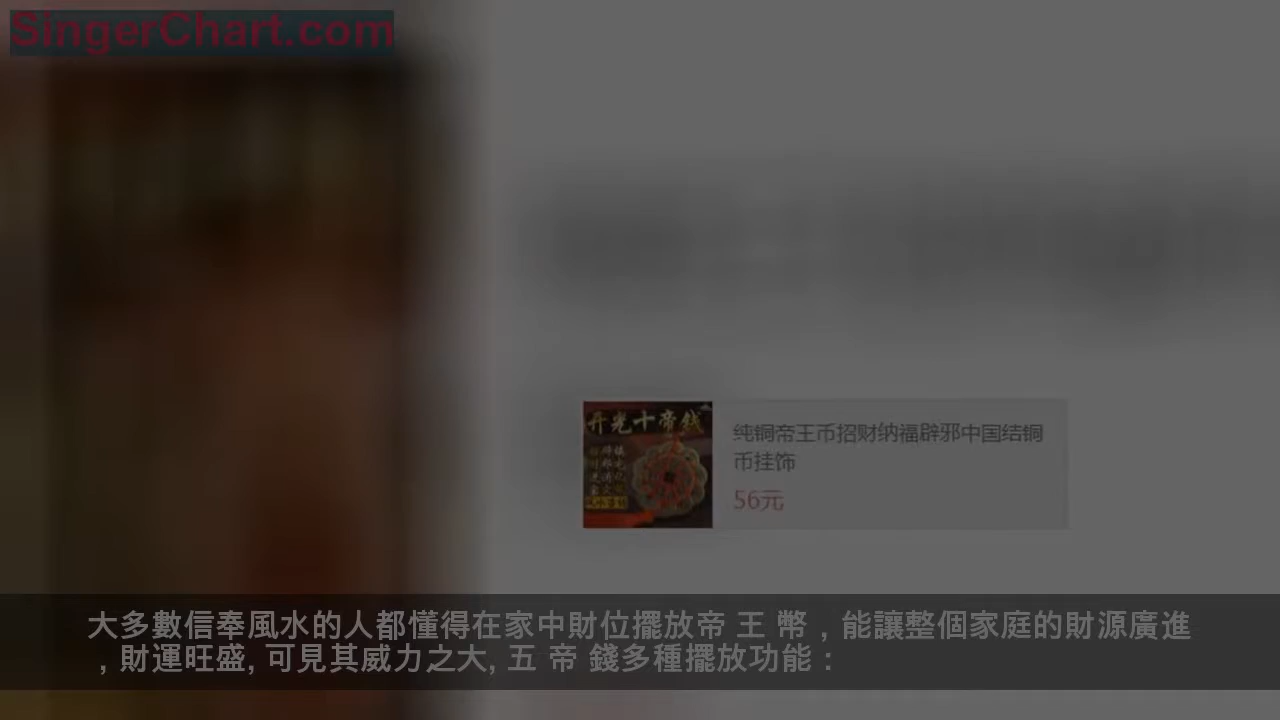 SingerChart.com
开光十帝钱
纯铜帝王币招财纳福辟邪中国结铜
币挂饰
56元
大多數信奉風水的人都懂得在家中財位擺放帝 王 幣，能讓整個家庭的財源廣進
，財運旺盛, 可見其威力之大, 五 帝 錢多種擺放功能：